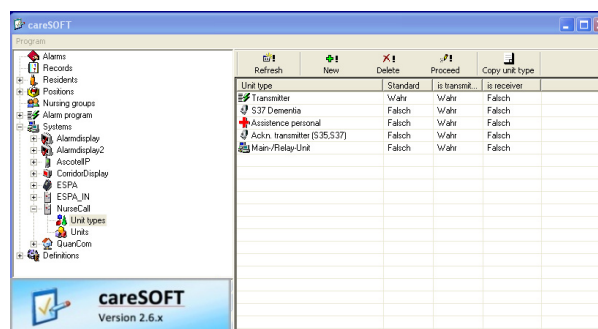 careSOFT
Program
Alarms
Records
Residents
Positions
Nursing groups
Alarm program
Systems
Alarmdisplay
Alarmdisplay2
AscotelIP
CorridorDisplay
ESPA
ESPA_IN
NurseCall
Unit types
Units
QuanCom
Definitions
careSOFT
Version 2.6.x
Refresh New Delete Proceed Copy unit type
Unit type Standard is transmit... is receiver
Transmitter Wahr Wahr Falsch
S37 Dementia Falsch Wahr Falsch
Assistence personal Falsch Wahr Falsch
Ackn. transmitter (S35,S37) Falsch Wahr Falsch
Main-/Relay-Unit Falsch Wahr Falsch